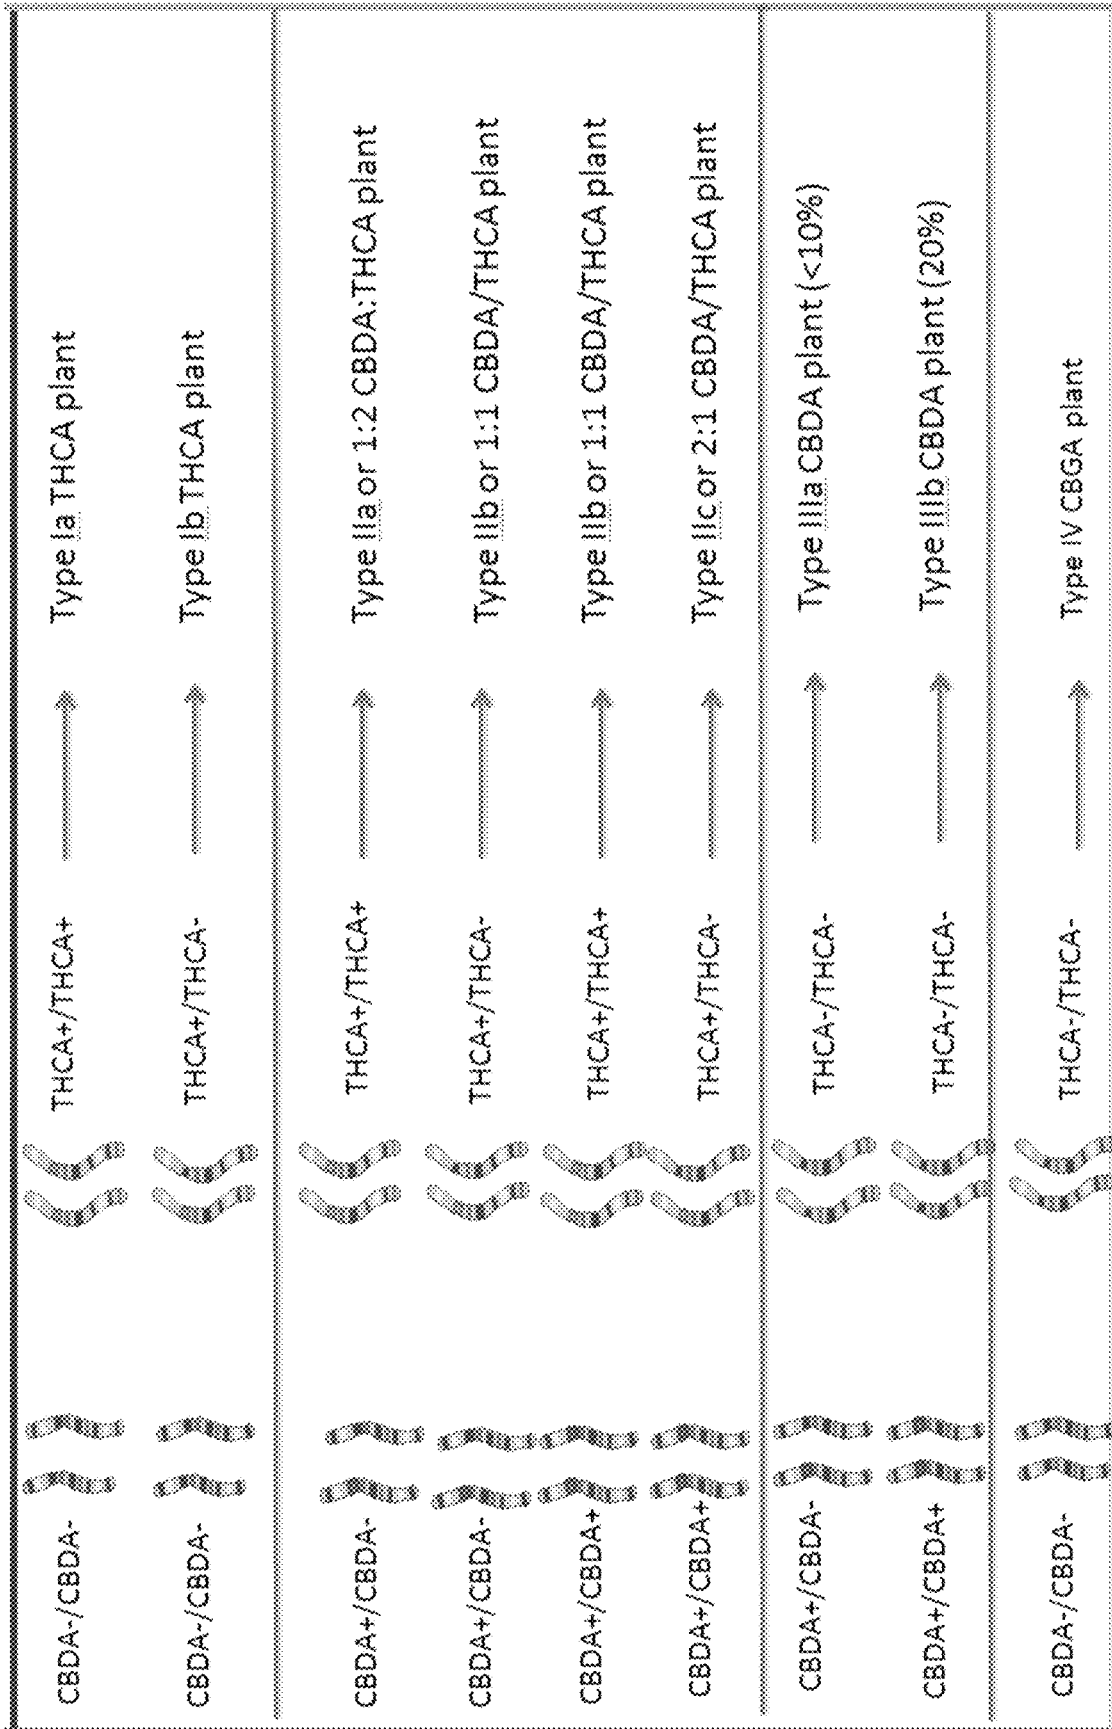 CBDA-/CBDA- THCA+/THCA+ Type Ia THCA plant
CBDA-/CBDA- THCA+/THCA- Type Ib THCA plant
CBDA+/CBDA- THCA+/THCA+ Type IIa or 1:2 CBDA:THCA plant
CBDA+/CBDA- THCA+/THCA- Type IIb or 1:1 CBDA/THCA plant
CBDA+/CBDA+ THCA+/THCA+ Type IIb or 1:1 CBDA/THCA plant
CBDA+/CBDA+ THCA+/THCA- Type IIc or 2:1 CBDA/THCA plant
CBDA+/CBDA- THCA-/THCA- Type IIIa CBDA plant (<10%)
CBDA+/CBDA+ THCA-/THCA- Type IIIb CBDA plant (20%)
CBDA-/CBDA- THCA-/THCA- Type IV CBGA plant